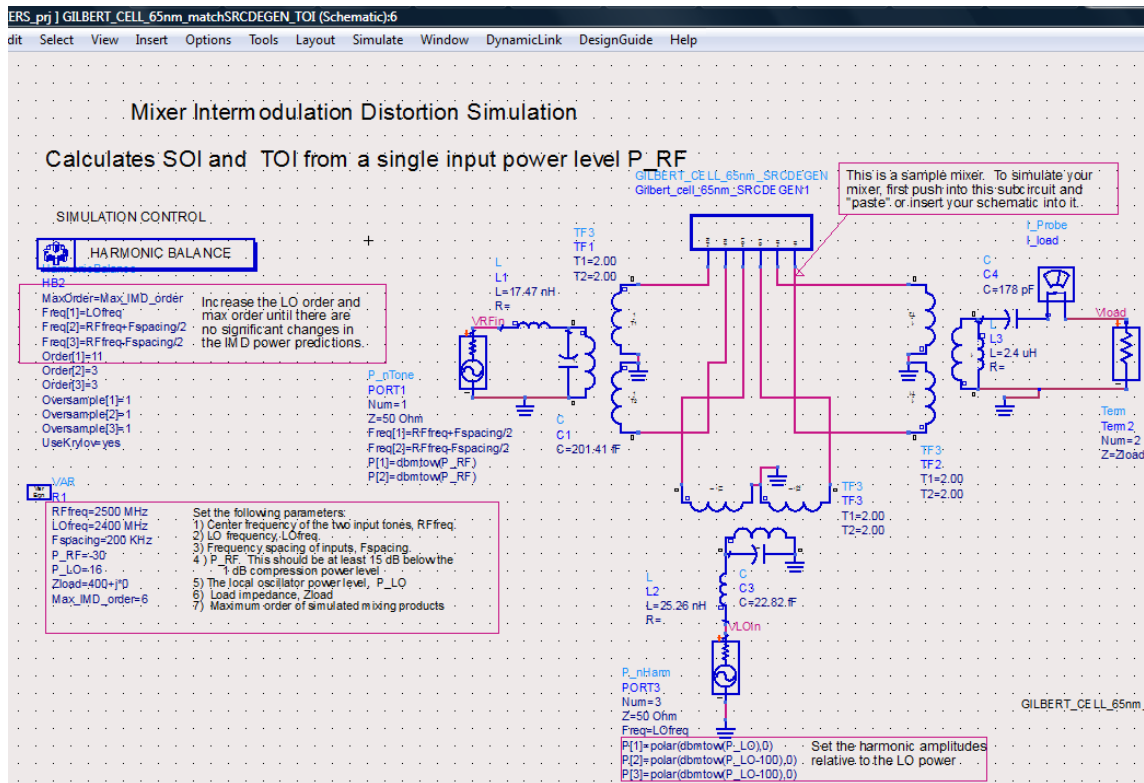 ERS_prj ] GILBERT_CELL_65nm_matchSRCDEGEN_TOI (Schematic):6
dit Select View Insert Options Tools Layout Simulate Window DynamicLink DesignGuide Help
Mixer Intermodulation Distortion Simulation
Calculates SOI and TOI from a single input power level P_RF
GILBERT_CELL_65nm_SRCDEGEN
Gilbert_cell_65nm_SRCDEGEN1
This is a sample mixer. To simulate your
mixer, first push into this subcircuit and
"paste" or insert your schematic into it.
SIMULATION CONTROL
HARMONIC BALANCE
HarmonicBalance
HB2
MaxOrder=Max_IMD_order
Freq[1]=LOfreq
Freq[2]=RFfreq+Fspacing/2
Freq[3]=RFfreq-Fspacing/2
Order[1]=11
Order[2]=3
Order[3]=3
Oversample[1]=1
Oversample[2]=1
Oversample[3]=1
UseKrylov=yes
Increase the LO order and
max order until there are
no significant changes in
the IMD power predictions.
L
L1
L=17.47 nH
R=
VRFin
P_nTone
PORT1
Num=1
Z=50 Ohm
Freq[1]=RFfreq+Fspacing/2
Freq[2]=RFfreq-Fspacing/2
P[1]=dbmtow(P_RF)
P[2]=dbmtow(P_RF)
C
C1
C=201.41 fF
TF3
TF1
T1=2.00
T2=2.00
I_Probe
I_load
C
C4
C=178 pF
Vload
L
L3
L=2.4 uH
R=
Term
Term2
Num=2
Z=Zload
TF3
TF2
T1=2.00
T2=2.00
TF3
TF3
T1=2.00
T2=2.00
VAR
R1
Var
Eqn
RFfreq=2500 MHz
LOfreq=2400 MHz
Fspacing=200 KHz
P_RF=-30
P_LO=-16
Zload=400+j*0
Max_IMD_order=6
Set the following parameters:
1) Center frequency of the two input tones, RFfreq.
2) LO frequency, LOfreq.
3) Frequency spacing of inputs, Fspacing.
4 ) P_RF. This should be at least 15 dB below the
1 dB compression power level
5) The local oscillator power level, P_LO
6) Load impedance, Zload
7) Maximum order of simulated mixing products
L
L2
L=25.26 nH
R=
C
C3
C=22.82 fF
VLOin
P_nHarm
PORT3
Num=3
Z=50 Ohm
Freq=LOfreq
P[1]=polar(dbmtow(P_LO),0)
P[2]=polar(dbmtow(P_LO-100),0)
P[3]=polar(dbmtow(P_LO-100),0)
Set the harmonic amplitudes
relative to the LO power
GILBERT_CELL_65nm_